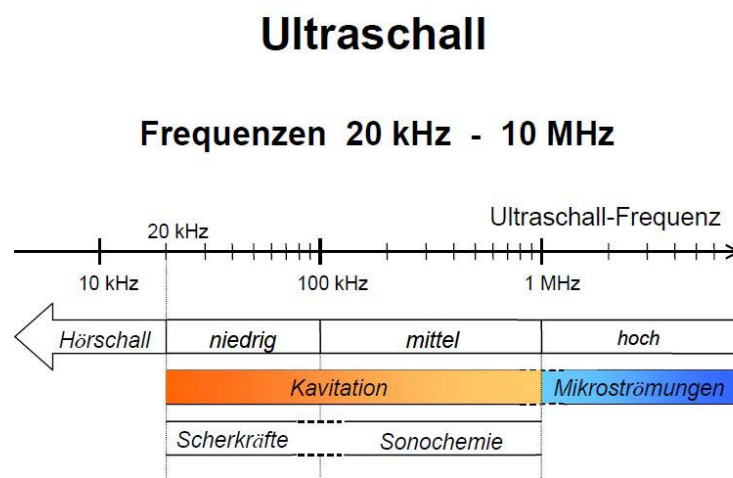 Ultraschall
Frequenzen 20 kHz - 10 MHz
Ultraschall-Frequenz
20 kHz
10 kHz 100 kHz 1 MHz
Hörschall niedrig mittel hoch
Kavitation Mikroströmungen
Scherkräfte Sonochemie